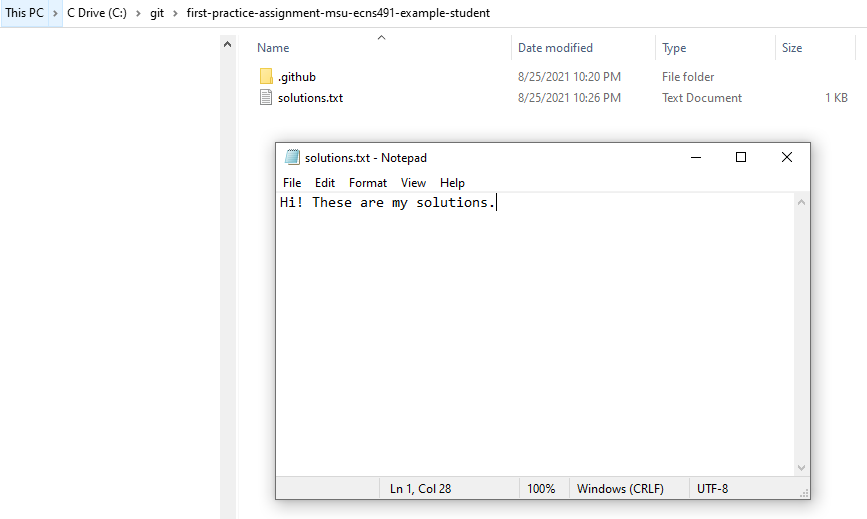 This PC > C Drive (C:) > git > first-practice-assignment-msu-ecns491-example-student
Name Date modified Type Size
.github 8/25/2021 10:20 PM File folder
solutions.txt 8/25/2021 10:26 PM Text Document 1 KB
solutions.txt - Notepad
File Edit Format View Help
Hi! These are my solutions.
Ln 1, Col 28 100% Windows (CRLF) UTF-8